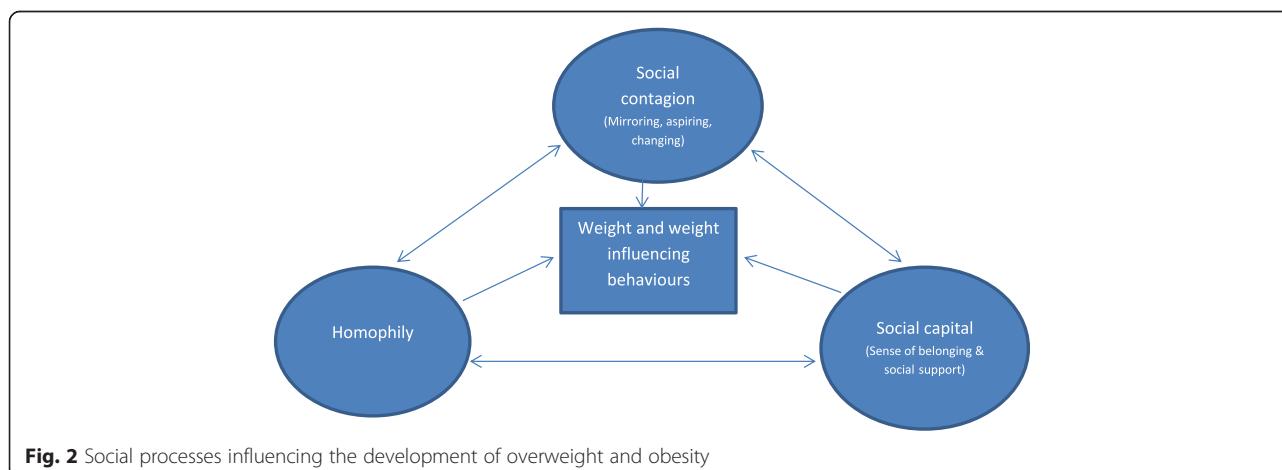 Social
contagion
(Mirroring, aspiring,
changing)
Weight and weight
influencing
behaviours
Homophily
Social capital
(Sense of belonging &
social support)
Fig. 2 Social processes influencing the development of overweight and obesity